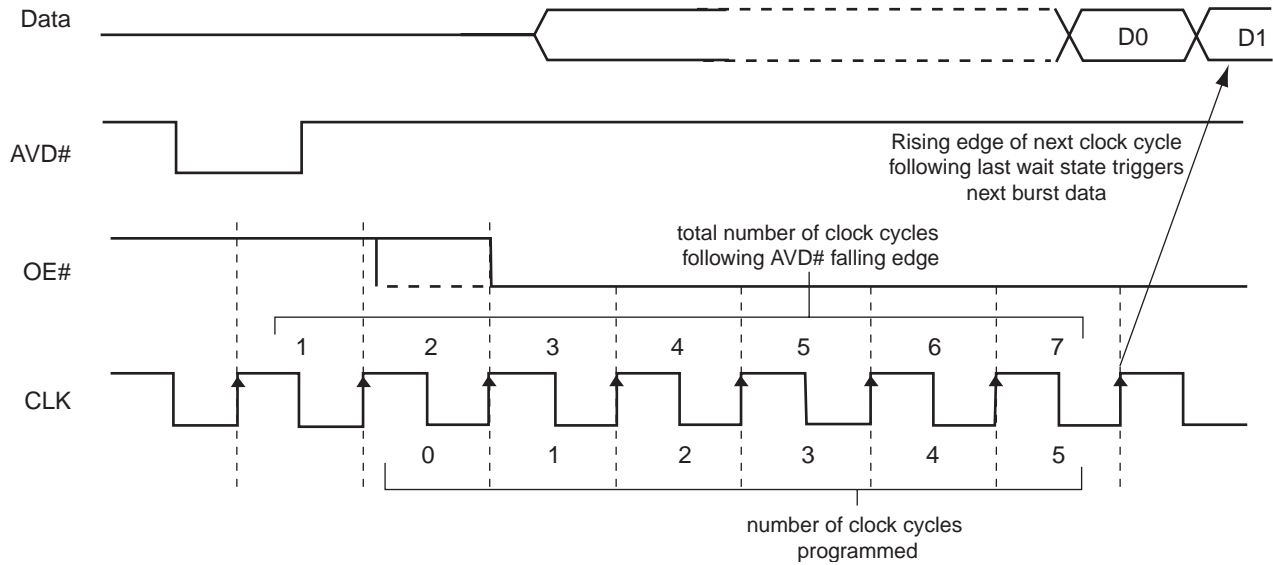 Data
D0
D1
AVD#
Rising edge of next clock cycle
following last wait state triggers
next burst data
total number of clock cycles
following AVD# falling edge
OE#
1 2 3 4 5 6 7
CLK
0 1 2 3 4 5
number of clock cycles
programmed